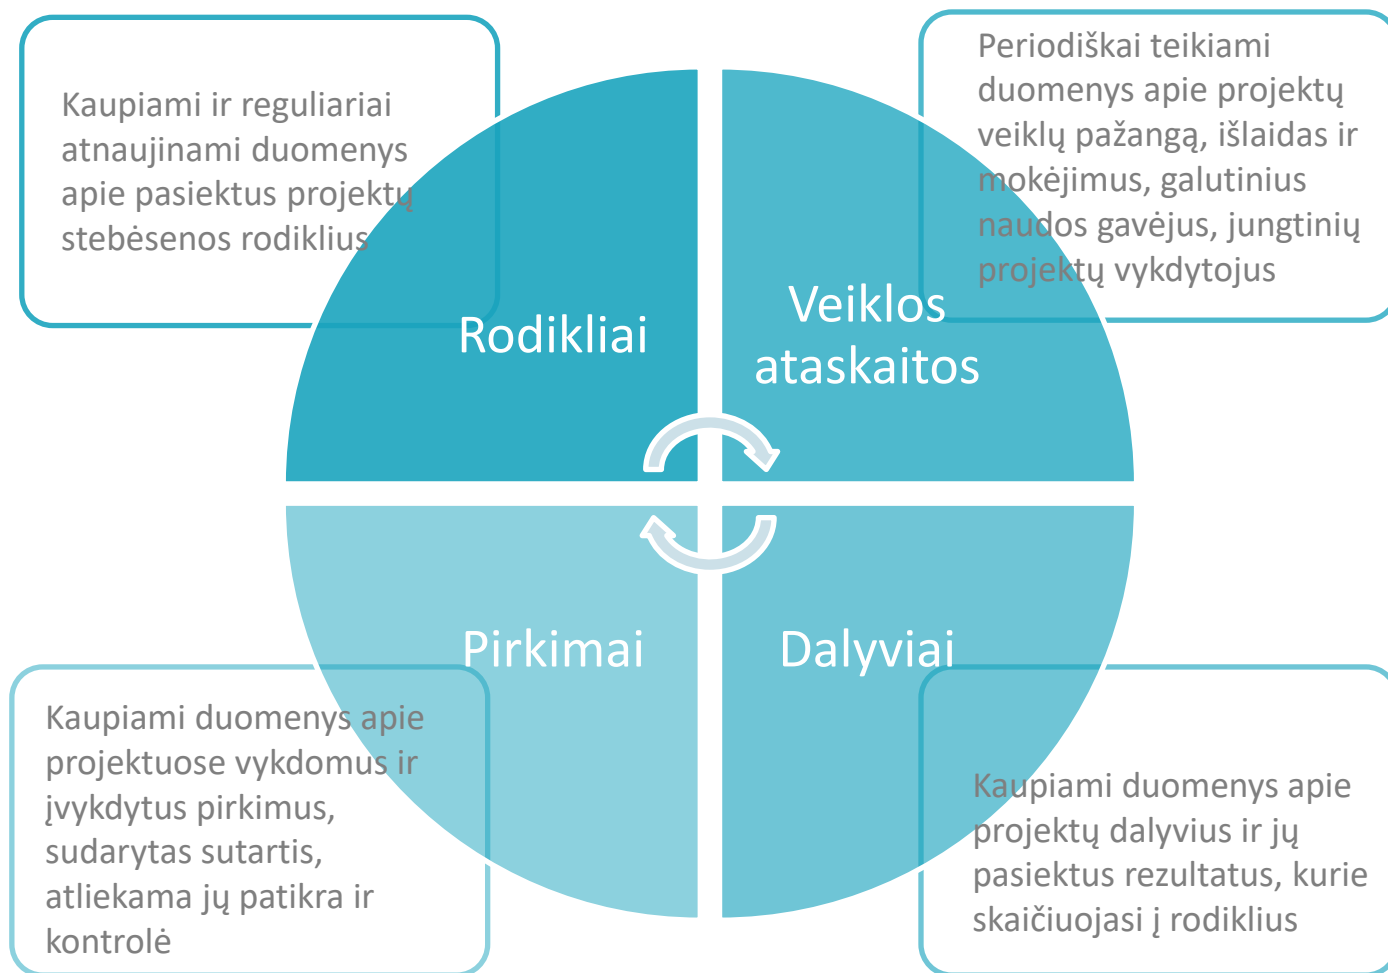 Kaupiami ir reguliariai
atnaujinami duomenys
apie pasiektus projektų
stebėsenos rodiklius
Periodiškai teikiami
duomenys apie projektų
veiklų pažangą, išlaidas ir
mokėjimus, galutinius
naudos gavėjus, jungtinių
projektų vykdytojus
Rodikliai
Veiklos
ataskaitos
Pirkimai
Dalyviai
Kaupiami duomenys apie
projektuose vykdomus ir
įvykdytus pirkimus,
sudarytas sutartis,
atliekama jų patikra ir
kontrolė
Kaupiami duomenys apie
projektų dalyvius ir jų
pasiektus rezultatus, kurie
skaičiuojasi į rodiklius